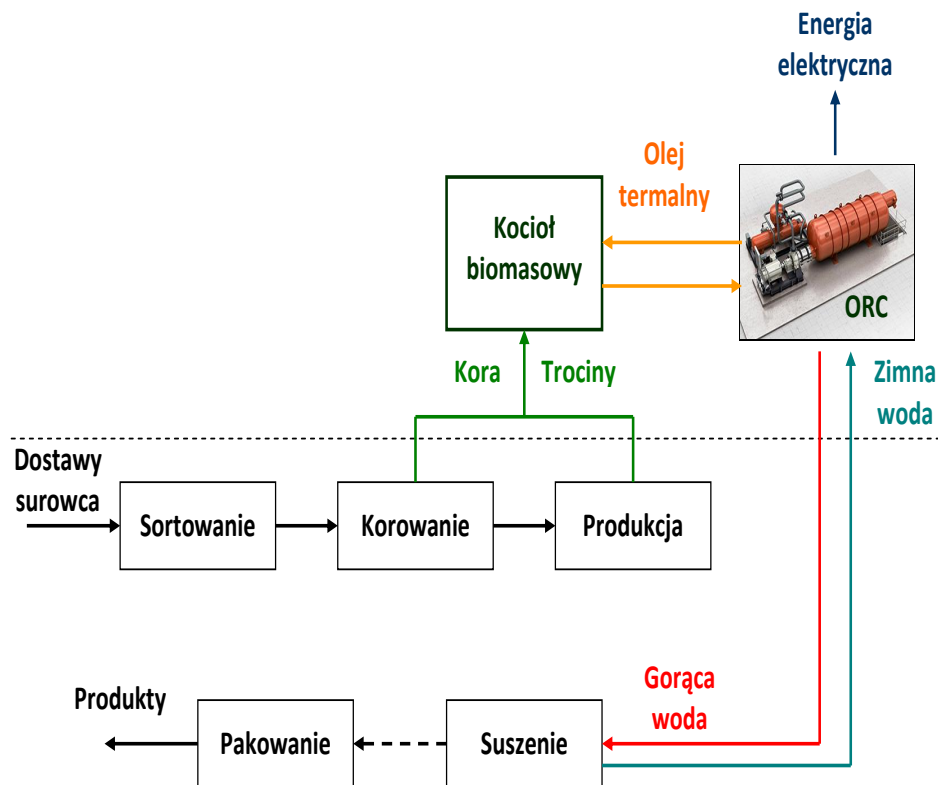 Energia
elektryczna
Olej
termalny
Kocioł
biomasowy
ORC
Kora
Trociny
Zimna
woda
Dostawy
surowca
Sortowanie
Korowanie
Produkcja
Gorąca
woda
Produkty
Pakowanie
Suszenie